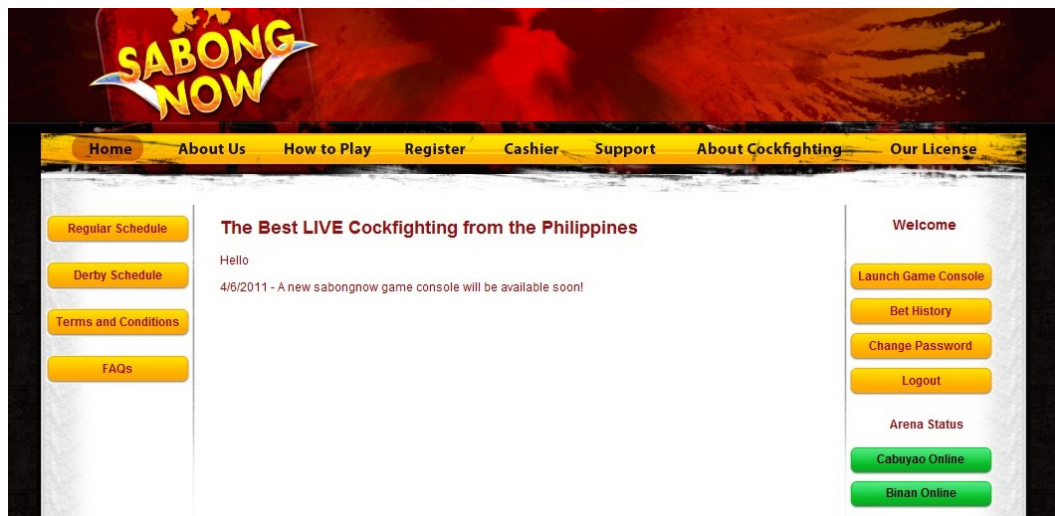 SABONG
NOW
Home About Us How to Play Register Cashier Support About Cockfighting Our License
Regular Schedule
Derby Schedule
Terms and Conditions
FAQs
The Best LIVE Cockfighting from the Philippines
Hello
4/6/2011 - A new sabongnow game console will be available soon!
Welcome
Launch Game Console
Bet History
Change Password
Logout
Arena Status
Cabuyao Online
Binan Online